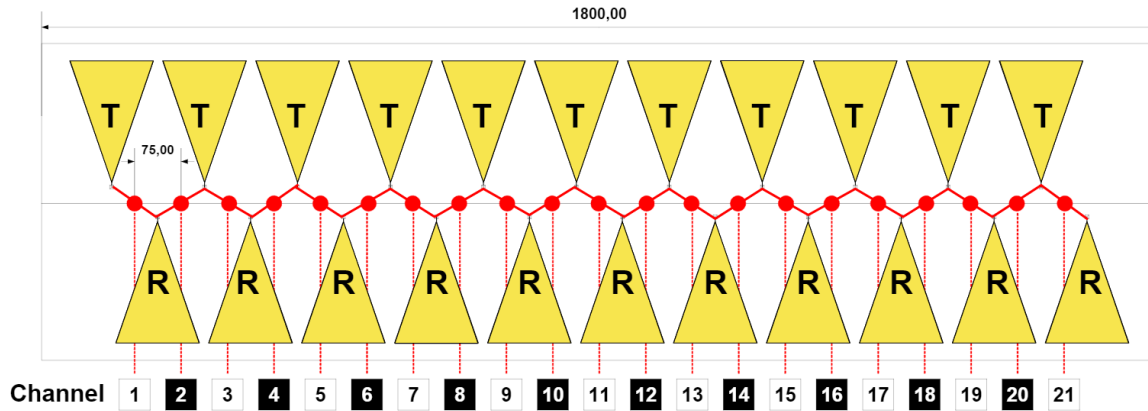 1800,00
T T T T T T T T T T T
75,00
R R R R R R R R R R R
Channel 1 2 3 4 5 6 7 8 9 10 11 12 13 14 15 16 17 18 19 20 21